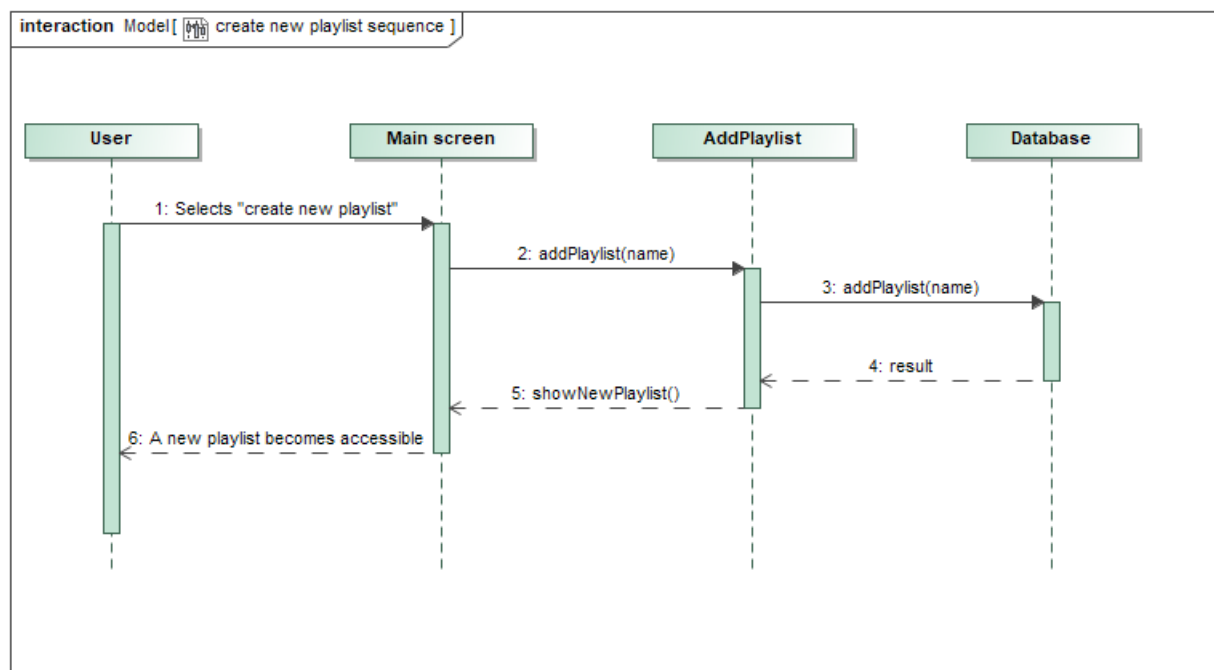 interaction Model[ create new playlist sequence ]
User
Main screen
AddPlaylist
Database
1: Selects "create new playlist"
2: addPlaylist(name)
3: addPlaylist(name)
4: result
5: showNewPlaylist()
6: A new playlist becomes accessible